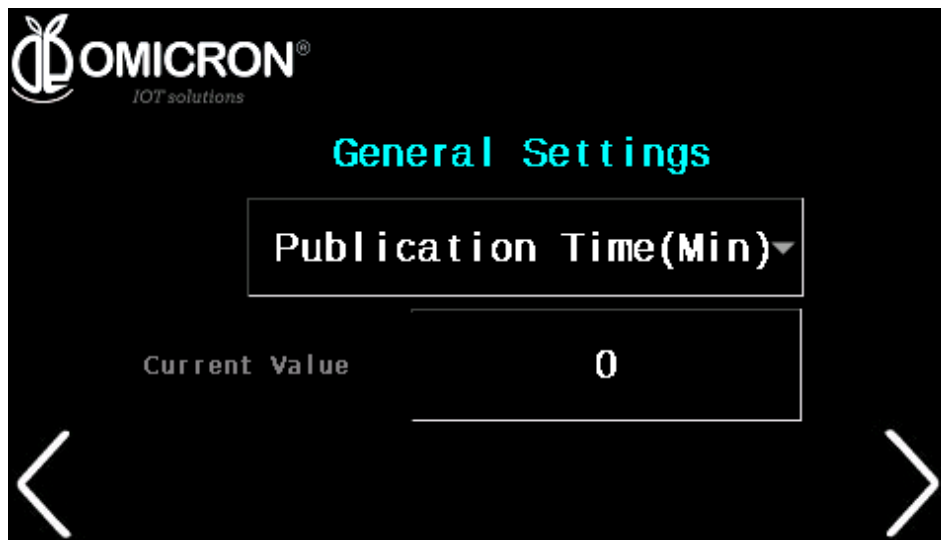 OMICRON®
IOT solutions
General Settings
Publication Time(Min)
Current Value
0